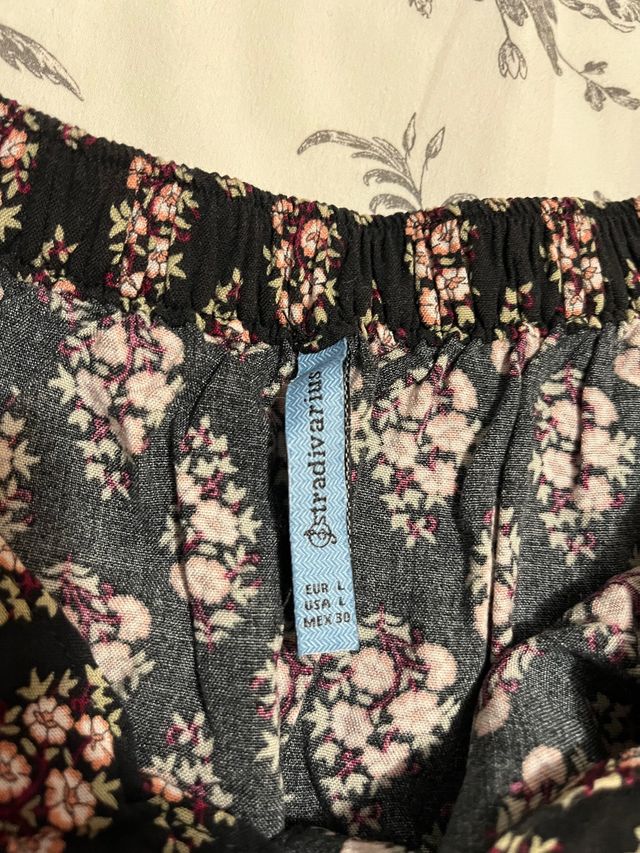 stradivarius
EUR L
USA L
MEX 30